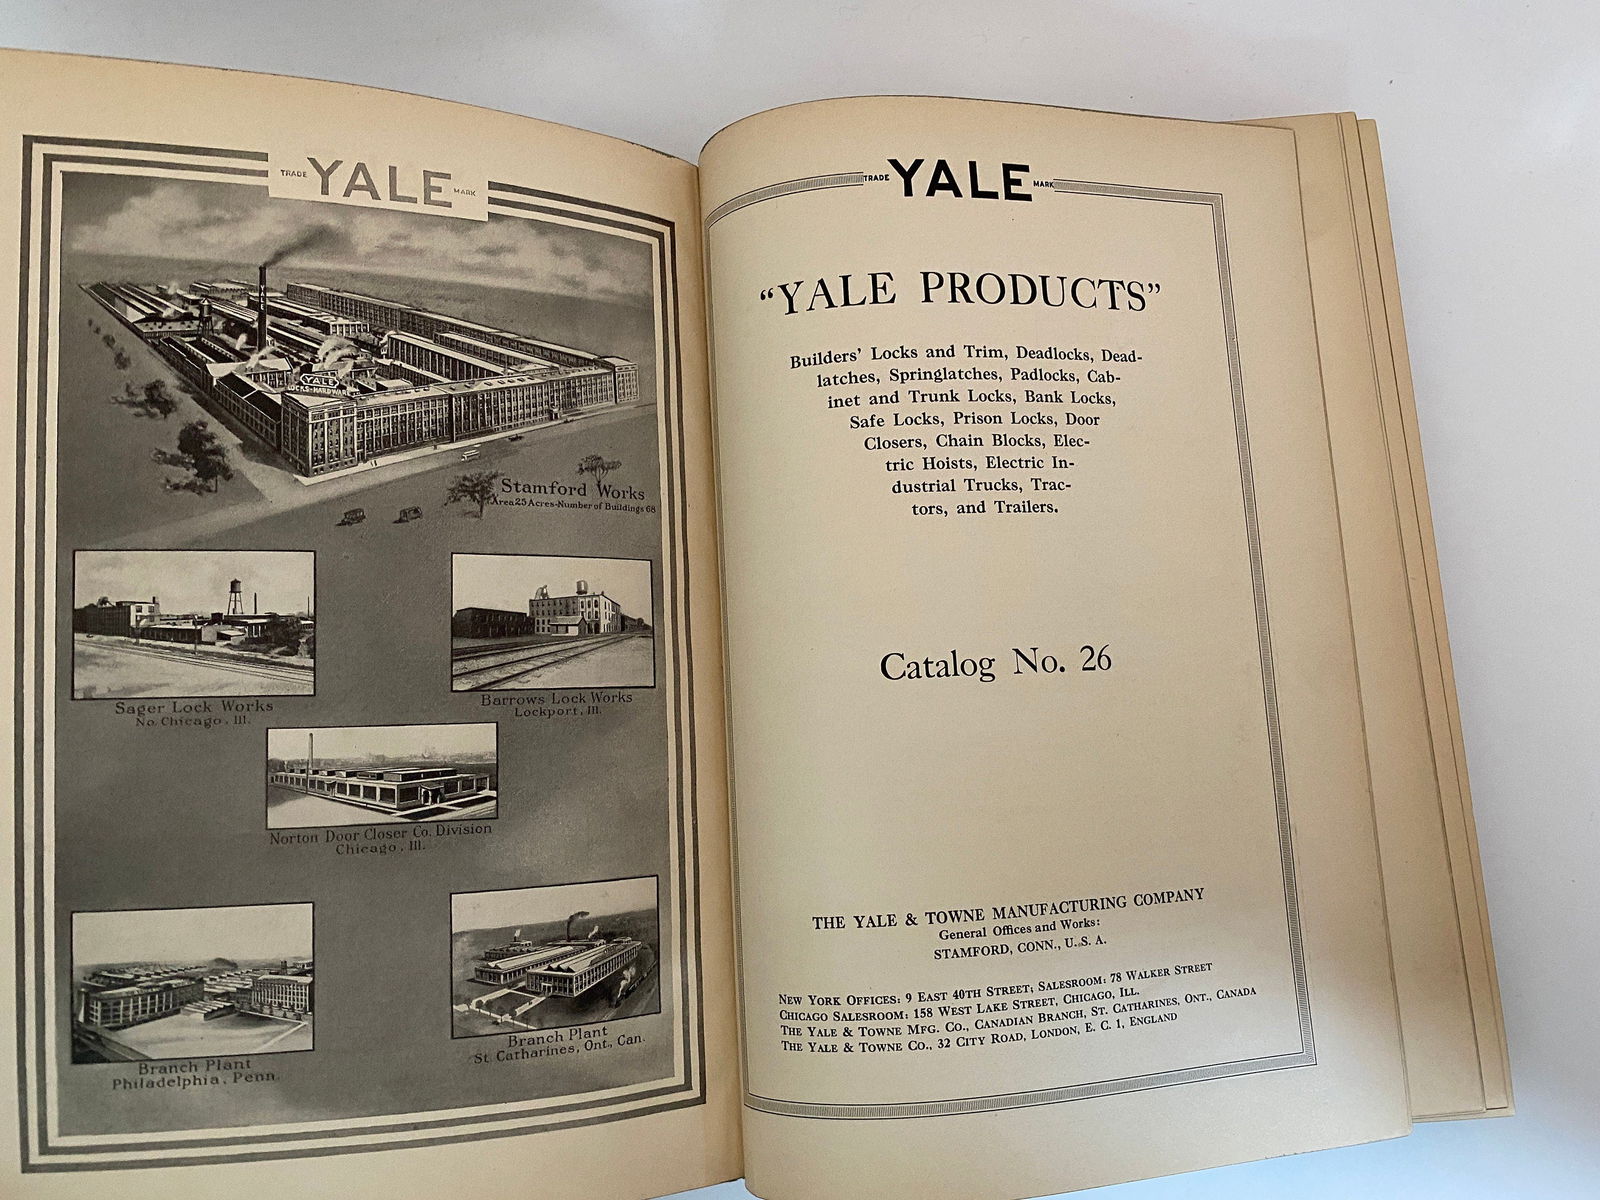 TRADE YALE MARK
YALE
LOCKS-HARDWARE
Stamford Works
Area 25 Acres-Number of Buildings 68
Sager Lock Works
No. Chicago, Ill.
Barrows Lock Works
Lockport, Ill.
Norton Door Closer Co. Division
Chicago, Ill.
Branch Plant
Philadelphia, Penn.
Branch Plant
St. Catharines, Ont., Can.
TRADE YALE MARK
"YALE PRODUCTS"
Builders' Locks and Trim, Deadlocks, Dead-
latches, Springlatches, Padlocks, Cab-
inet and Trunk Locks, Bank Locks,
Safe Locks, Prison Locks, Door
Closers, Chain Blocks, Elec-
tric Hoists, Electric In-
dustrial Trucks, Trac-
tors, and Trailers.
Catalog No. 26
THE YALE & TOWNE MANUFACTURING COMPANY
General Offices and Works:
STAMFORD, CONN., U. S. A.
NEW YORK OFFICES: 9 EAST 40TH STREET; SALESROOM: 78 WALKER STREET
CHICAGO SALESROOM: 158 WEST LAKE STREET, CHICAGO, ILL.
THE YALE & TOWNE MFG. CO., CANADIAN BRANCH, ST. CATHARINES, ONT., CANADA
THE YALE & TOWNE CO., 32 CITY ROAD, LONDON, E. C. 1, ENGLAND